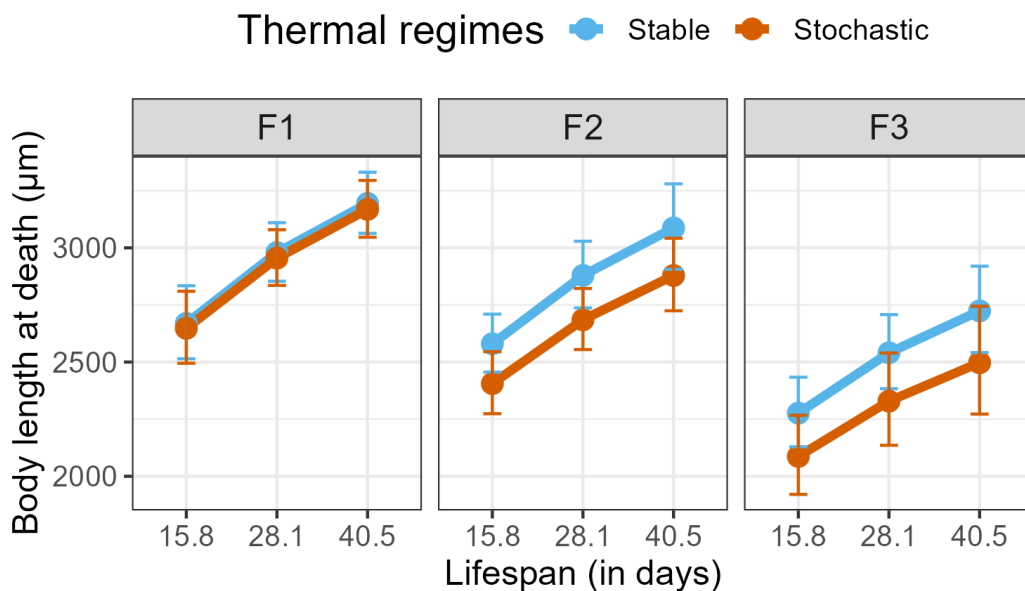 Thermal regimes Stable Stochastic
F1 F2 F3
Body length at death (µm)
3000
2500
2000
15.8 28.1 40.5 15.8 28.1 40.5 15.8 28.1 40.5
Lifespan (in days)